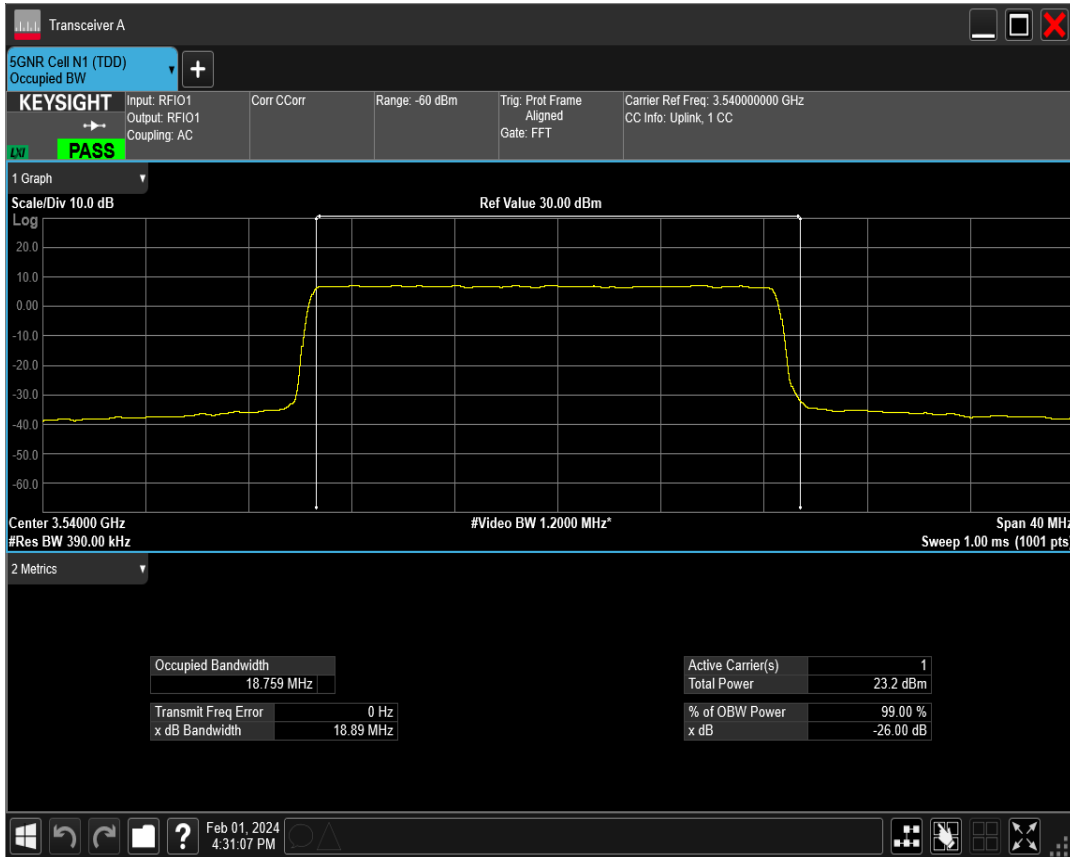 Transceiver A
5GNR Cell N1 (TDD)
Occupied BW
+
KEYSIGHT
LXI
PASS
Input: RFIO1
Output: RFIO1
Coupling: AC
Corr CCorr
Range: -60 dBm
Trig: Prot Frame
Aligned
Gate: FFT
Carrier Ref Freq: 3.540000000 GHz
CC Info: Uplink, 1 CC
1 Graph
Scale/Div 10.0 dB
Ref Value 30.00 dBm
Log
20.0
10.0
0.00
-10.0
-20.0
-30.0
-40.0
-50.0
-60.0
Center 3.54000 GHz
#Video BW 1.2000 MHz*
Span 40 MHz
#Res BW 390.00 kHz
Sweep 1.00 ms (1001 pts)
2 Metrics
Occupied Bandwidth
18.759 MHz
Transmit Freq Error 0 Hz
x dB Bandwidth 18.89 MHz
Active Carrier(s) 1
Total Power 23.2 dBm
% of OBW Power 99.00 %
x dB -26.00 dB
?
Feb 01, 2024
4:31:07 PM